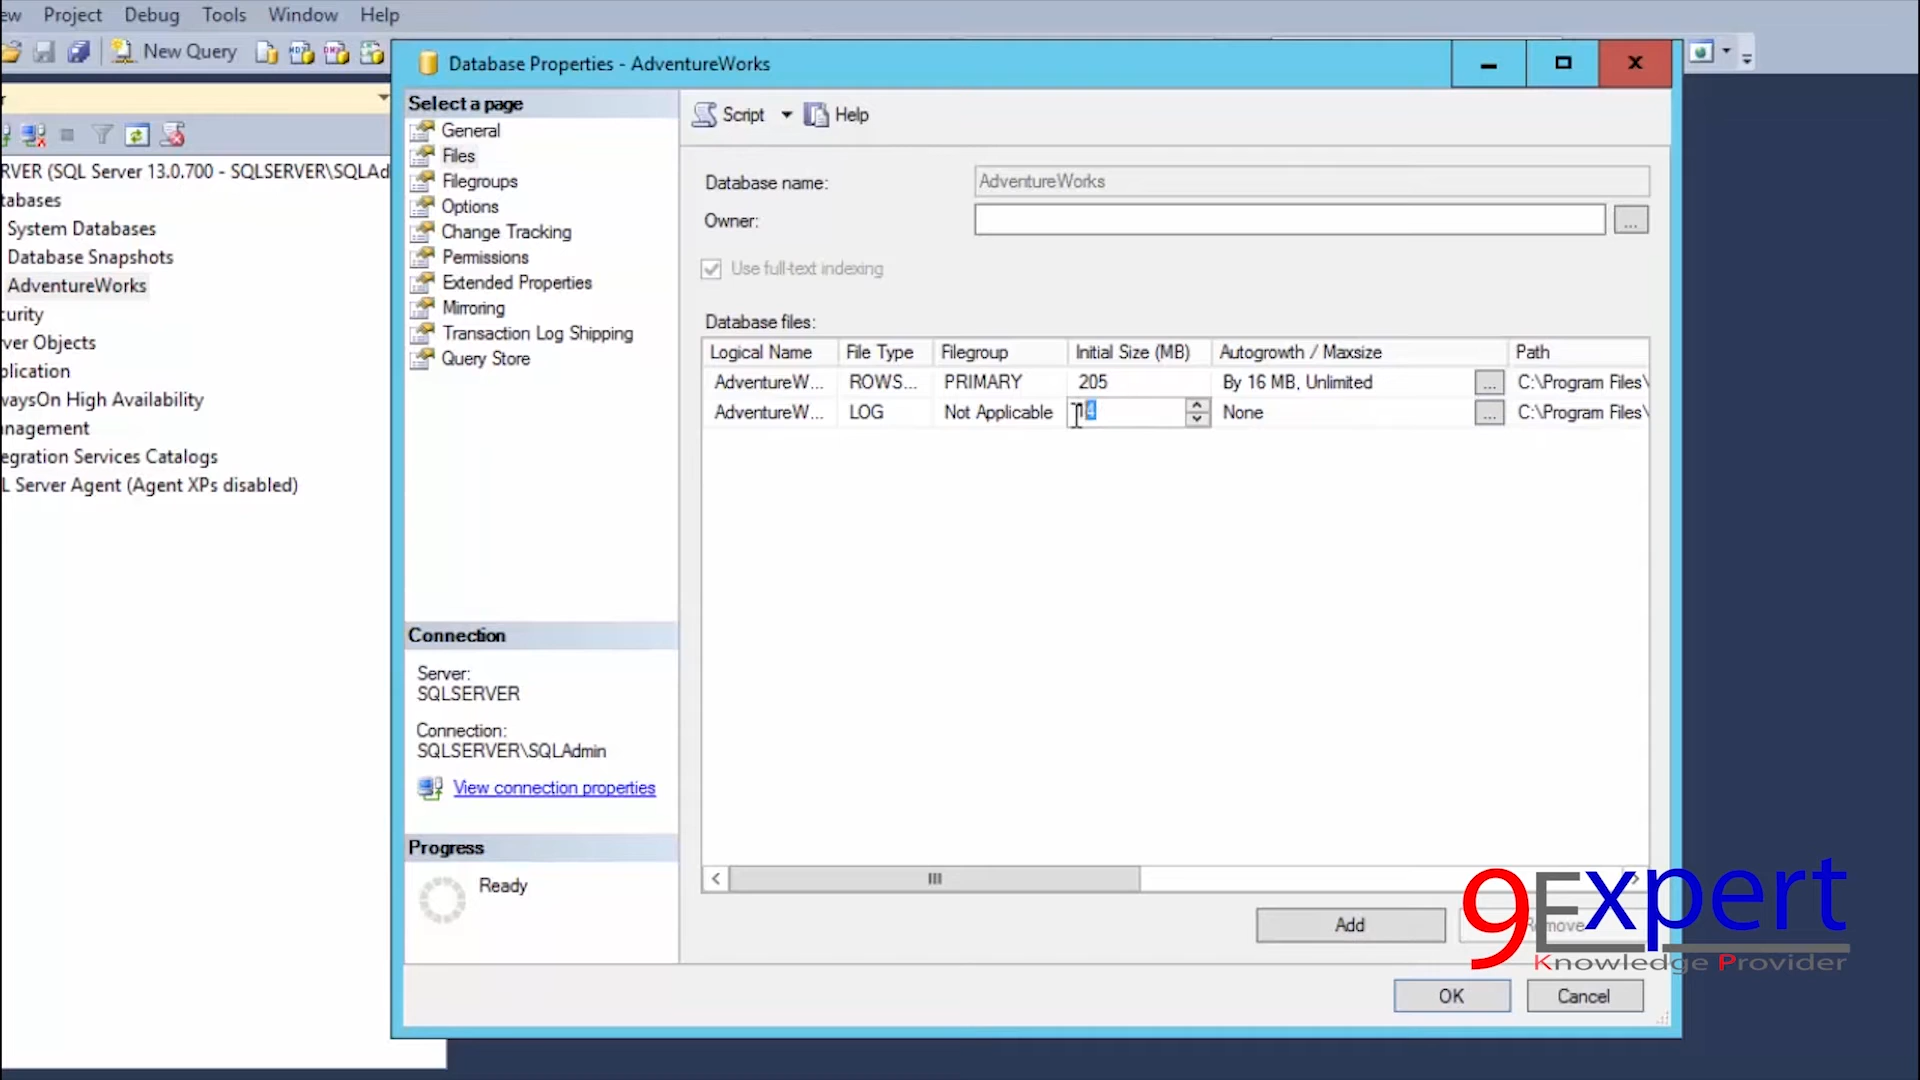 ew Project Debug Tools Window Help
New Query
r
RVER (SQL Server 13.0.700 - SQLSERVER\SQLAd
tabases
System Databases
Database Snapshots
AdventureWorks
curity
rver Objects
plication
waysOn High Availability
anagement
egration Services Catalogs
L Server Agent (Agent XPs disabled)
Database Properties - AdventureWorks
Select a page
General
Files
Filegroups
Options
Change Tracking
Permissions
Extended Properties
Mirroring
Transaction Log Shipping
Query Store
Connection
Server:
SQLSERVER
Connection:
SQLSERVER\SQLAdmin
View connection properties
Progress
Ready
Script Help
Database name: AdventureWorks
Owner: ...
Use full-text indexing
Database files:
Logical Name File Type Filegroup Initial Size (MB) Autogrowth / Maxsize Path
AdventureW... ROWS... PRIMARY 205 By 16 MB, Unlimited ... C:\Program Files\
AdventureW... LOG Not Applicable None ... C:\Program Files\
Add
OK Cancel
9Expert
Knowledge Provider